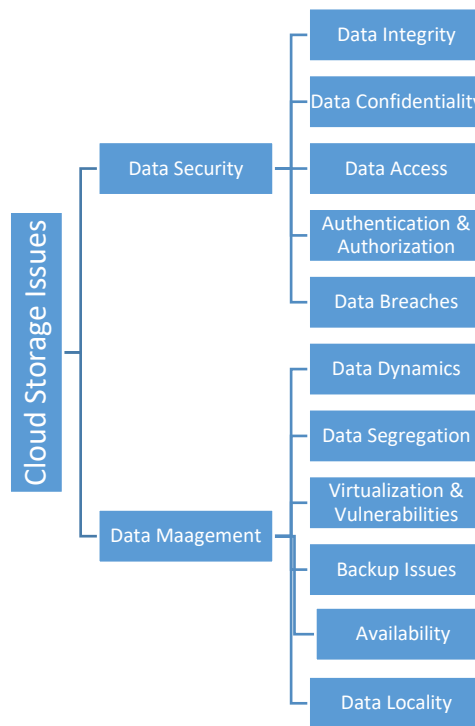 Cloud Storage Issues
Data Security
Data Integrity
Data Confidentiality
Data Access
Authentication &
Authorization
Data Breaches
Data Maagement
Data Dynamics
Data Segregation
Virtualization &
Vulnerabilities
Backup Issues
Availability
Data Locality